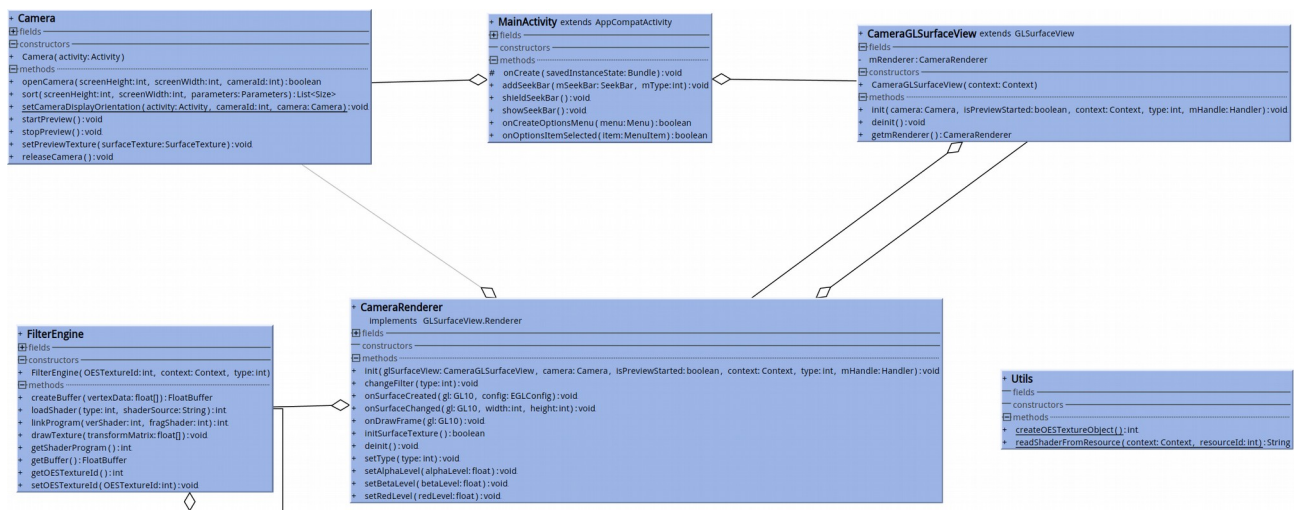 + Camera
fields
constructors
+ Camera(activity:Activity)
methods
+ openCamera(screenHeight:int, screenWidth:int, cameraId:int):boolean
+ sort(screenHeight:int, screenWidth:int, parameters:Parameters):List<Size>
+ setCameraDisplayOrientation(activity:Activity, cameraId:int, camera:Camera):void
+ startPreview():void
+ stopPreview():void
+ setPreviewTexture(surfaceTexture:SurfaceTexture):void
+ releaseCamera():void
+ MainActivity extends AppCompatActivity
fields
constructors
methods
# onCreate(savedInstanceState:Bundle):void
+ addSeekBar(mSeekBar:SeekBar, mType:int):void
+ shieldSeekBar():void
+ showSeekBar():void
+ onCreateOptionsMenu(menu:Menu):boolean
+ onOptionsItemSelected(item:MenuItem):boolean
+ CameraGLSurfaceView extends GLSurfaceView
fields
- mRenderer:CameraRenderer
constructors
+ CameraGLSurfaceView(context:Context)
methods
+ init(camera:Camera, isPreviewStarted:boolean, context:Context, type:int, mHandle:Handler):void
+ deinit():void
+ getmRenderer():CameraRenderer
+ FilterEngine
fields
constructors
+ FilterEngine(OESTextureId:int, context:Context, type:int)
methods
+ createBuffer(vertexData:float[]):FloatBuffer
+ loadShader(type:int, shaderSource:String):int
+ linkProgram(verShader:int, fragShader:int):int
+ drawTexture(transformMatrix:float[]):void
+ getShaderProgram():int
+ getBuffer():FloatBuffer
+ getOESTextureId():int
+ setOESTextureId(OESTextureId:int):void
+ CameraRenderer
implements GLSurfaceView.Renderer
fields
constructors
methods
+ init(glSurfaceView:CameraGLSurfaceView, camera:Camera, isPreviewStarted:boolean, context:Context, type:int, mHandle:Handler):void
+ changeFilter(type:int):void
+ onSurfaceCreated(gl:GL10, config:EGLConfig):void
+ onSurfaceChanged(gl:GL10, width:int, height:int):void
+ onDrawFrame(gl:GL10):void
+ initSurfaceTexture():boolean
+ deinit():void
+ setType(type:int):void
+ setAlphaLevel(alphaLevel:float):void
+ setBetaLevel(betaLevel:float):void
+ setRedLevel(redLevel:float):void
+ Utils
fields
constructors
methods
+ createOESTextureObject():int
+ readShaderFromResource(context:Context, resourceId:int):String